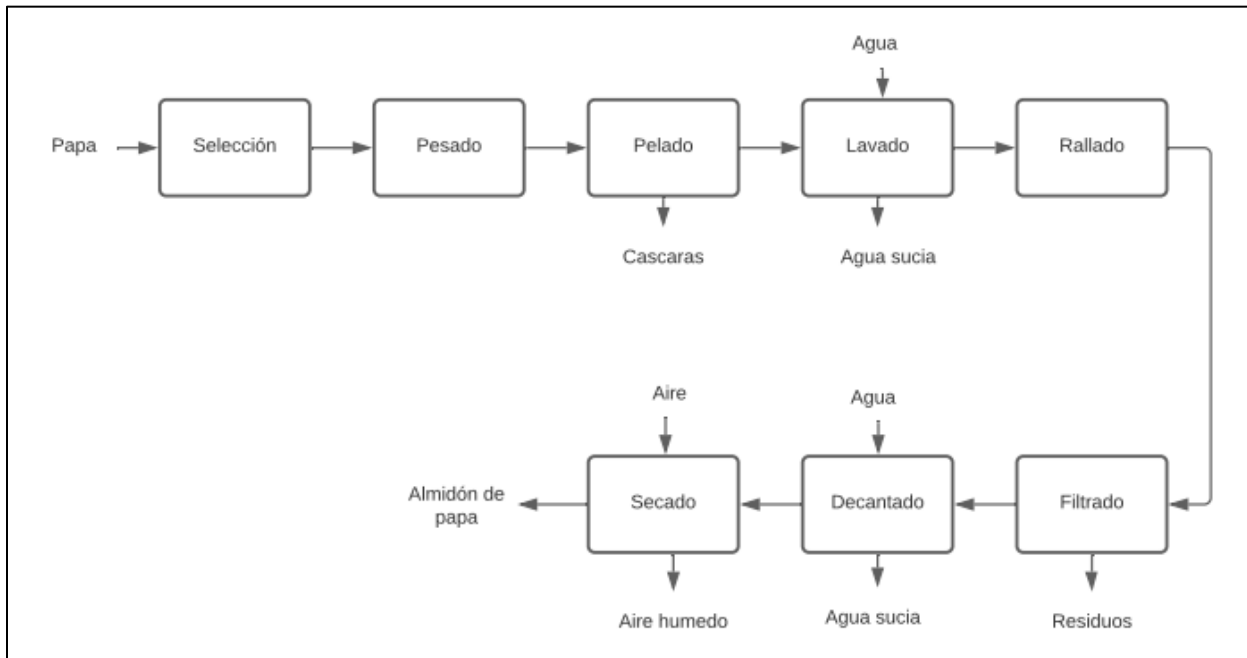 Agua
Papa
Selección
Pesado
Pelado
Lavado
Rallado
Cascaras
Agua sucia
Aire
Agua
Almidón de
papa
Secado
Decantado
Filtrado
Aire humedo
Agua sucia
Residuos